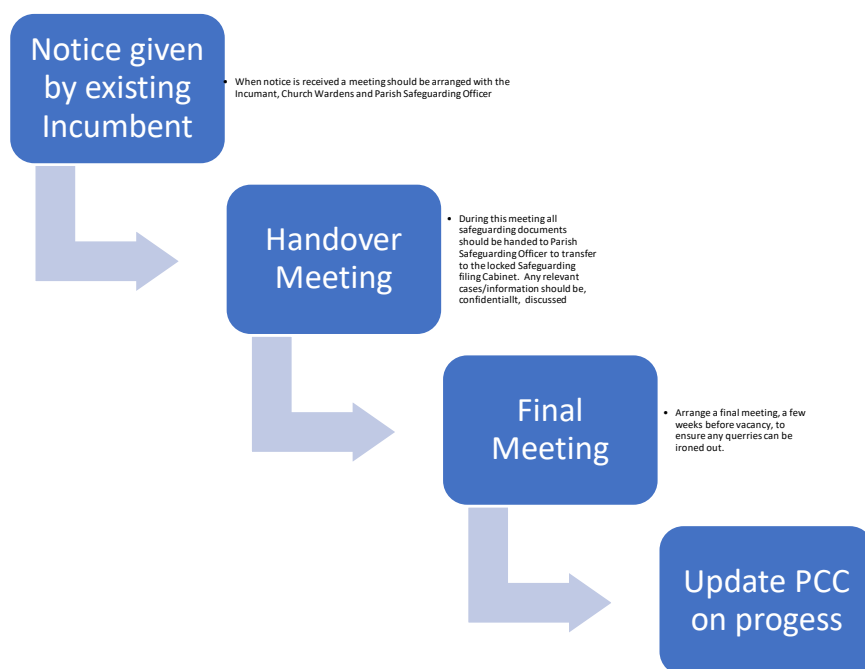 Notice given
by existing
Incumbent
• When notice is received a meeting should be arranged with the
Incumant, Church Wardens and Parish Safeguarding Officer
Handover
Meeting
• During this meeting all
safeguarding documents
should be handed to Parish
Safeguarding Officer to transfer
to the locked Safeguarding
filing Cabinet. Any relevant
cases/information should be,
confidentiallt, discussed
Final
Meeting
• Arrange a final meeting, a few
weeks before vacancy, to
ensure any querries can be
ironed out.
Update PCC
on progess